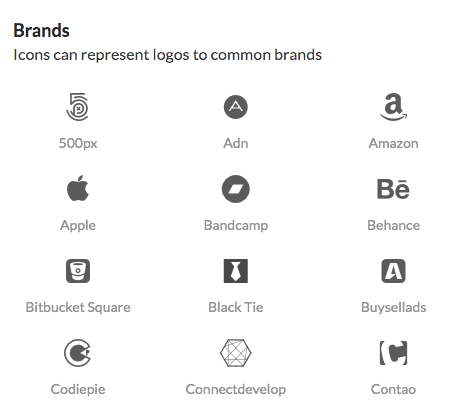 Brands
Icons can represent logos to common brands
500px
Adn
Amazon
Bē
Apple
Bandcamp
Behance
Bitbucket Square
Black Tie
Buysellads
Codiepie
Connectdevelop
Contao